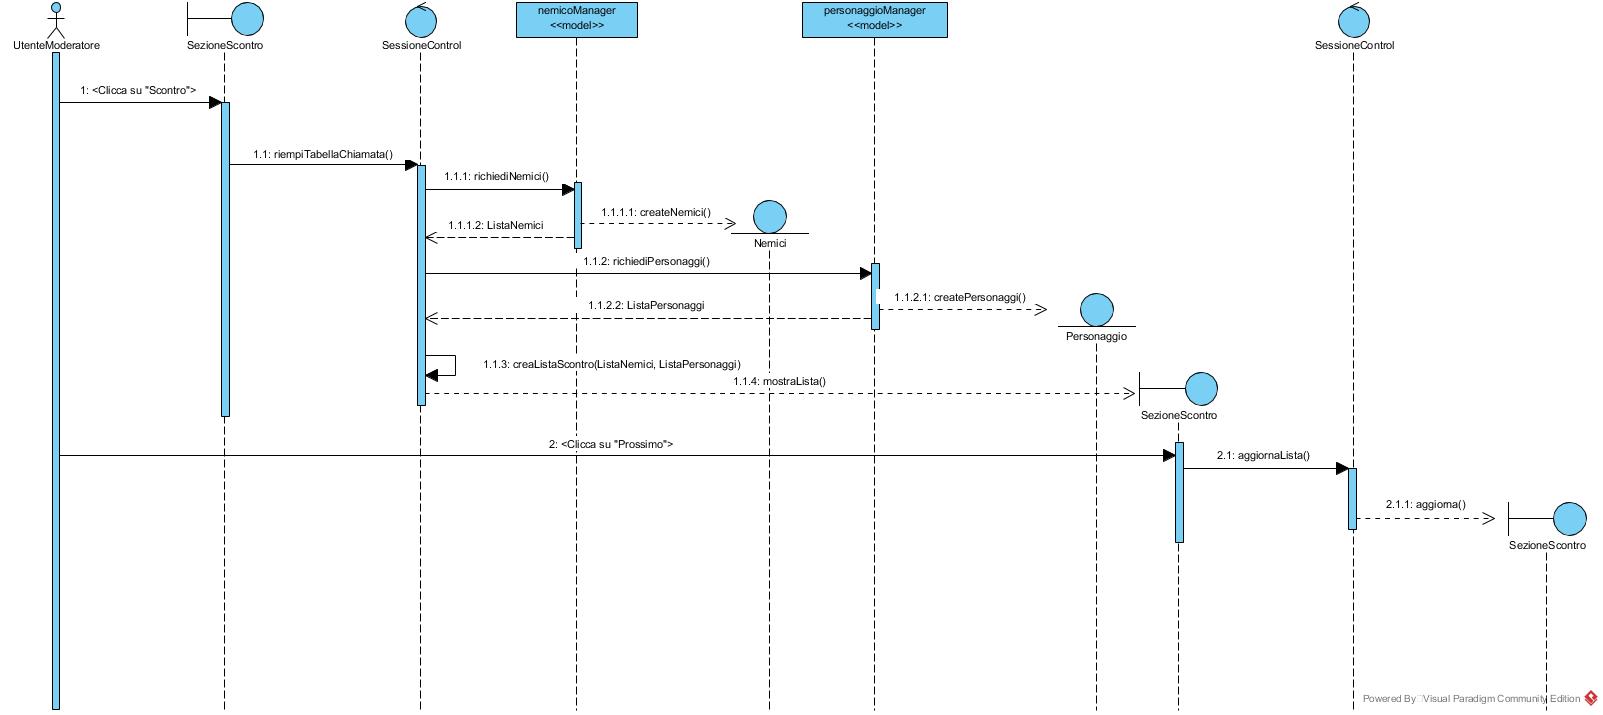 nemicoManager
<<model>>
personaggioManager
<<model>>
UtenteModeratore
SezioneScontro
SessioneControl
SessioneControl
1: <Clicca su "Scontro">
1.1: riempiTabellaChiamata()
1.1.1: richiediNemici()
1.1.1.1: createNemici()
1.1.1.2: ListaNemici
Nemici
1.1.2: richiediPersonaggi()
1.1.2.1: createPersonaggi()
1.1.2.2: ListaPersonaggi
Personaggio
1.1.3: creaListaScontro(ListaNemici, ListaPersonaggi)
1.1.4: mostraLista()
SezioneScontro
2: <Clicca su "Prossimo">
2.1: aggiornaLista()
2.1.1: aggiorna()
SezioneScontro
Powered By Visual Paradigm Community Edition